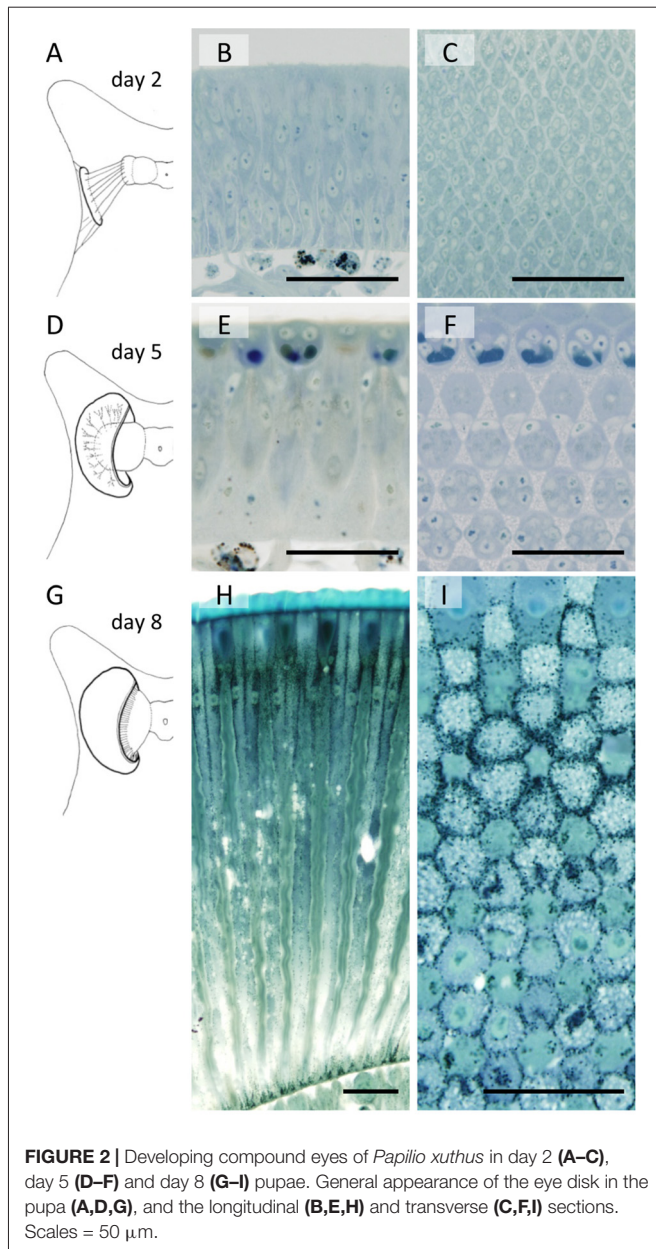 A
day 2
B
C
D
day 5
E
F
G
day 8
H
I
FIGURE 2 | Developing compound eyes of Papilio xuthus in day 2 (A–C),
day 5 (D–F) and day 8 (G–I) pupae. General appearance of the eye disk in the
pupa (A,D,G), and the longitudinal (B,E,H) and transverse (C,F,I) sections.
Scales = 50 μm.